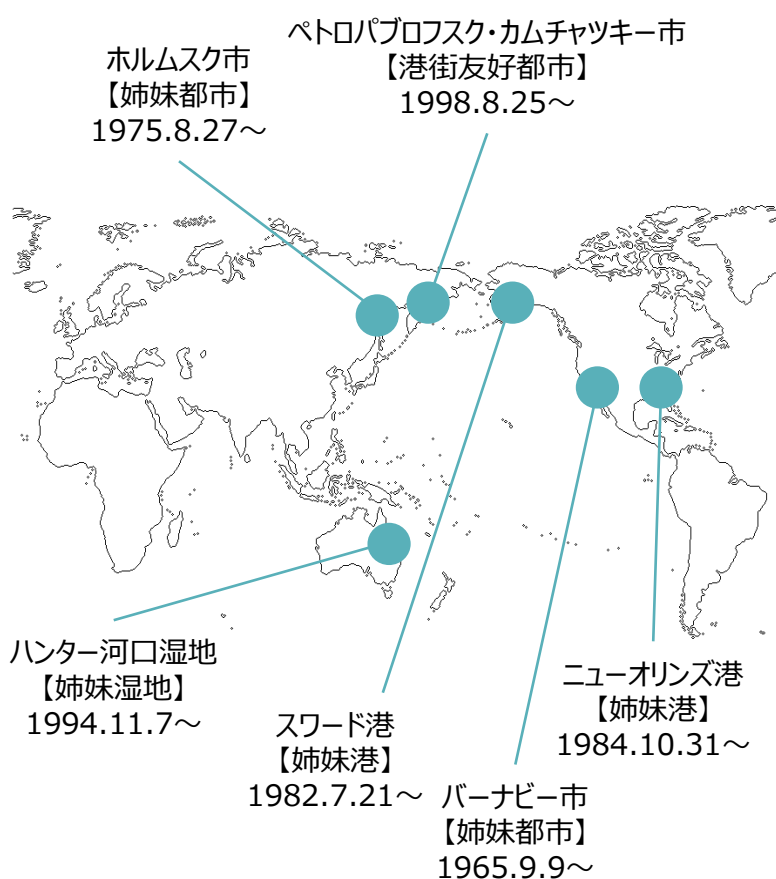 ペトロパブロフスク・カムチャツキー市
【港街友好都市】
1998.8.25～
ホルムスク市
【姉妹都市】
1975.8.27～
ハンター河口湿地
【姉妹湿地】
1994.11.7～
スワード港
【姉妹港】
1982.7.21～
バーナビー市
【姉妹都市】
1965.9.9～
ニューオリンズ港
【姉妹港】
1984.10.31～